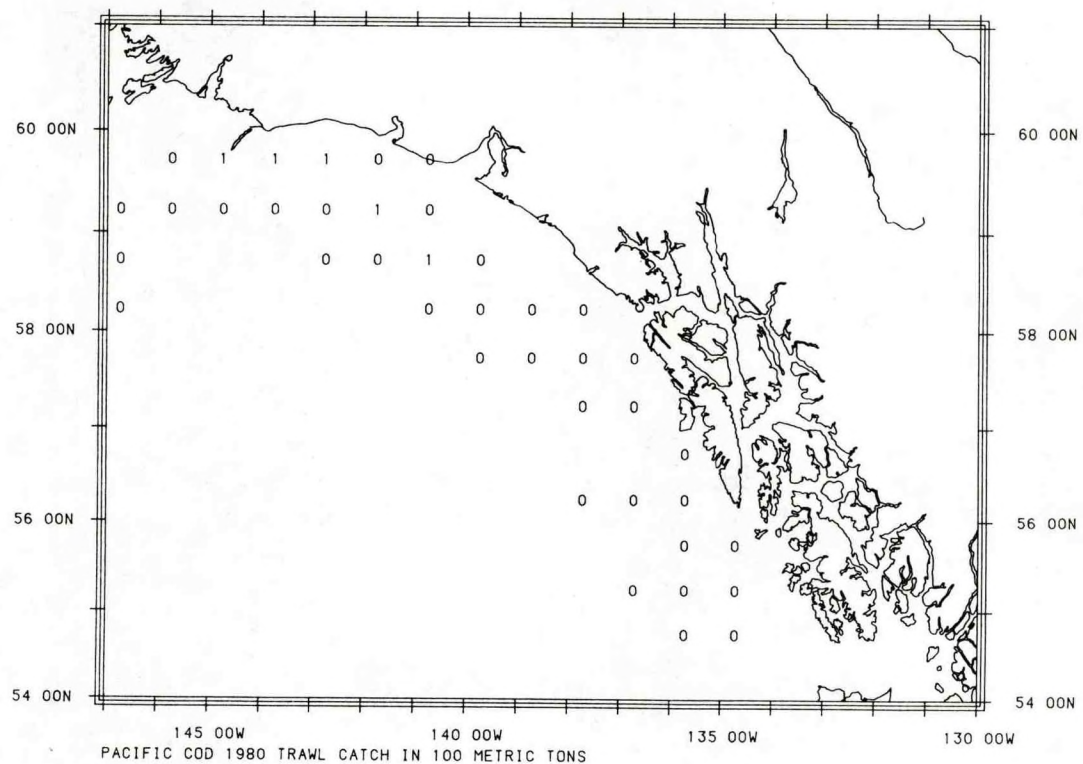 60 00N 60 00N
0 1 1 1 0 0
0 0 0 0 0 1 0
0 0 0 1 0
0 0 0 0 0
58 00N 58 00N
0 0 0 0
0 0
0
0 0 0
56 00N 56 00N
0 0
0 0 0
0 0
54 00N 54 00N
145 00W 140 00W 135 00W 130 00W
PACIFIC COD 1980 TRAWL CATCH IN 100 METRIC TONS